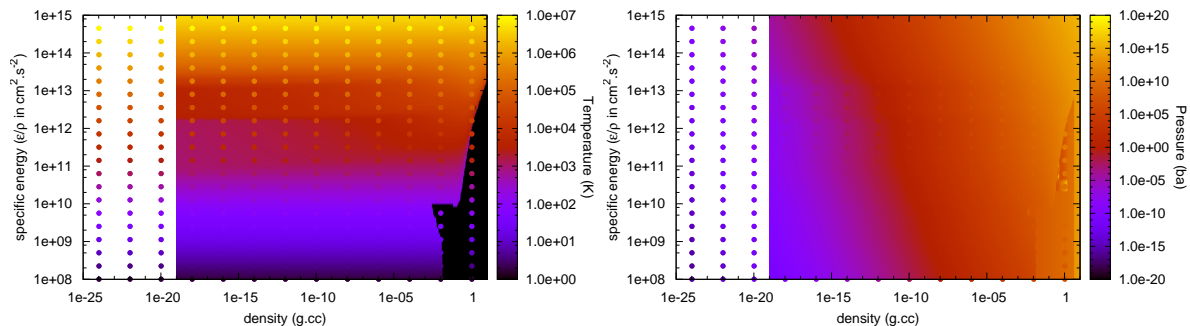 1e+15
1e+14
1e+13
1e+12
1e+11
1e+10
1e+09
1e+08
specific energy (ε/ρ in cm².s⁻²)
1e-25
1e-20
1e-15
1e-10
1e-05
1
density (g.cc)
1.0e+07
1.0e+06
1.0e+05
1.0e+04
1.0e+03
1.0e+02
1.0e+01
1.0e+00
Temperature (K)
1e+15
1e+14
1e+13
1e+12
1e+11
1e+10
1e+09
1e+08
specific energy (ε/ρ in cm².s⁻²)
1e-25
1e-20
1e-15
1e-10
1e-05
1
density (g.cc)
1.0e+20
1.0e+15
1.0e+10
1.0e+05
1.0e+00
1.0e-05
1.0e-10
1.0e-15
1.0e-20
Pressure (ba)